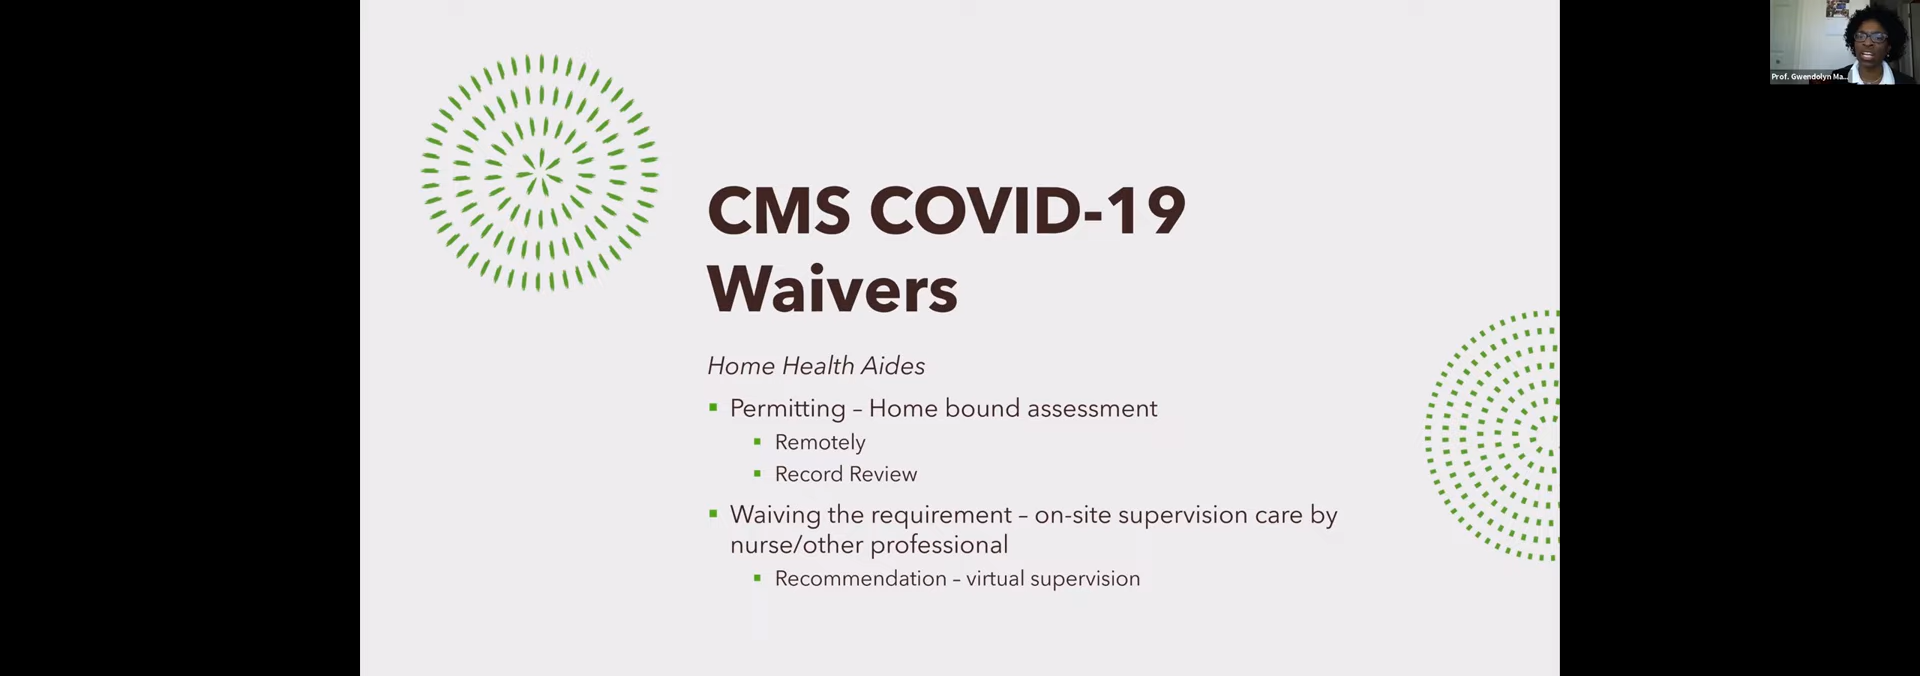 CMS COVID-19
Waivers
Home Health Aides
Permitting – Home bound assessment
Remotely
Record Review
Waiving the requirement – on-site supervision care by
nurse/other professional
Recommendation – virtual supervision
Prof. Gwendolyn Ma...